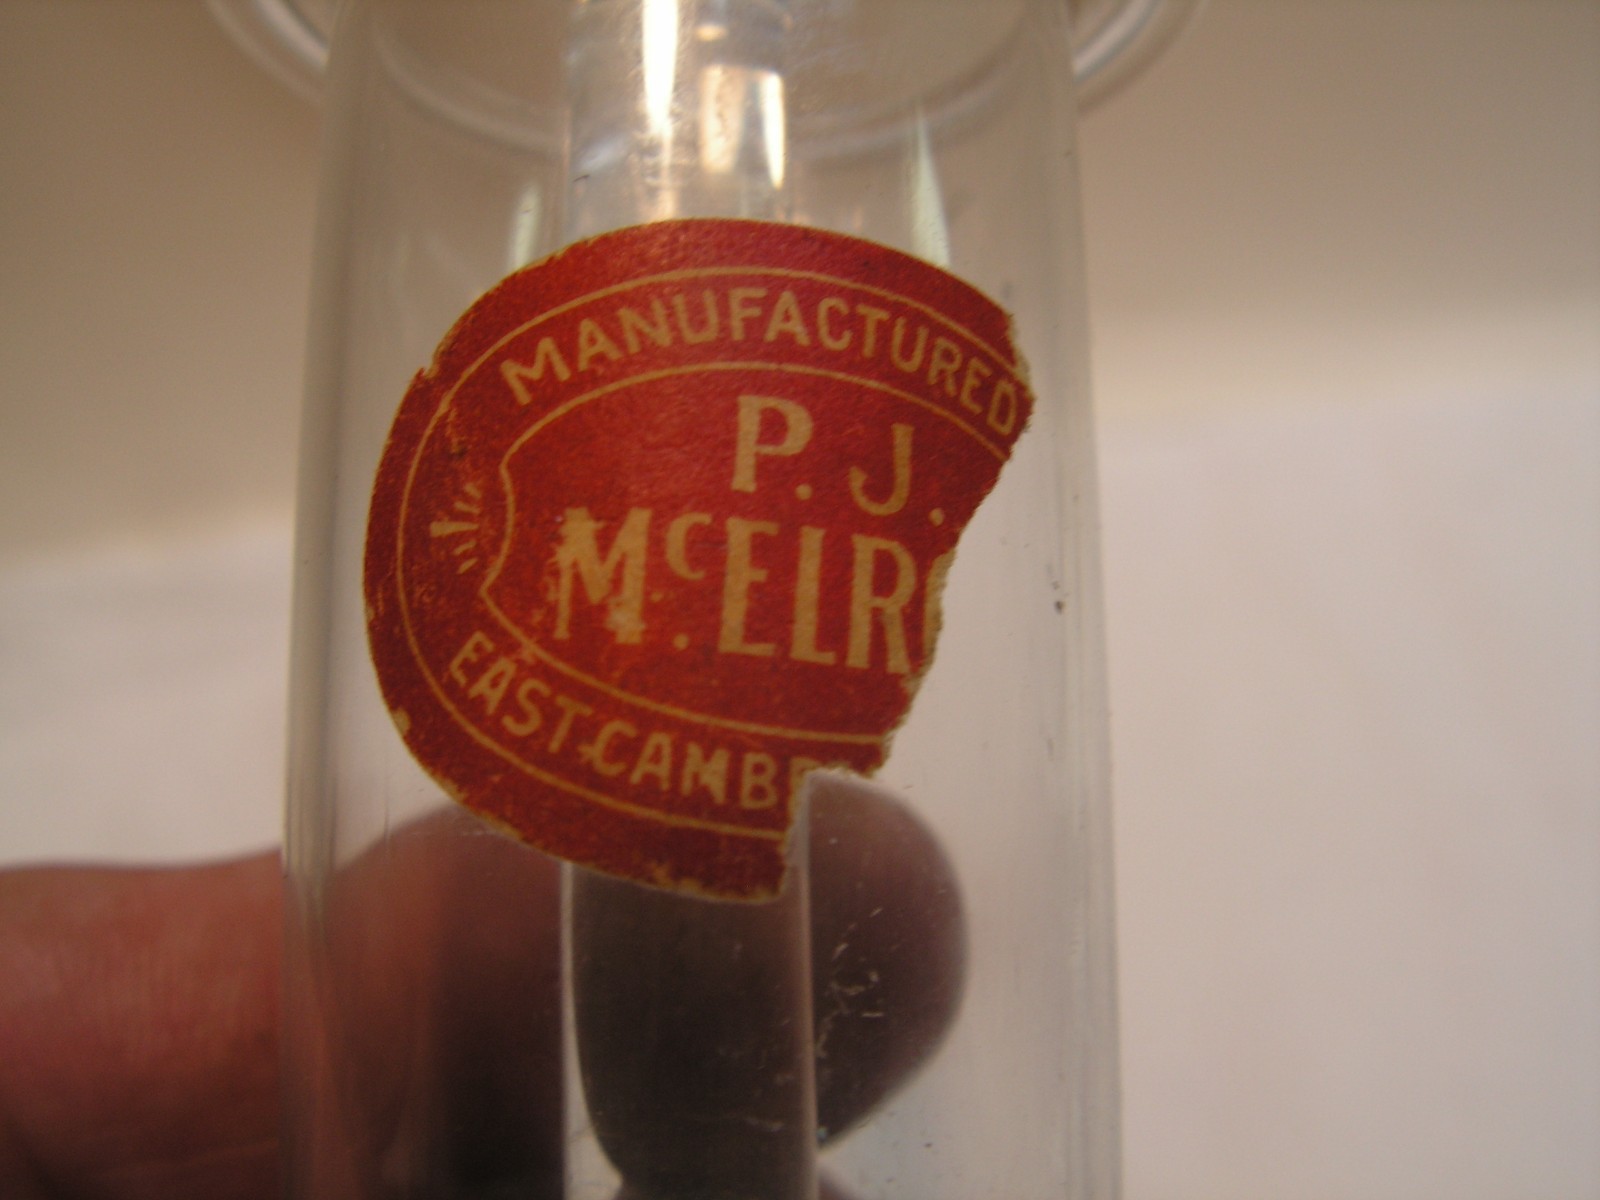 MANUFACTURED
P. J.
McELR
EAST CAMB